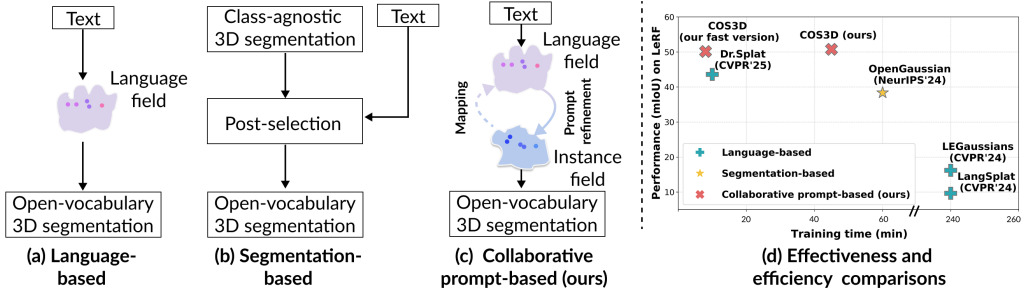 Text
Language
field
Open-vocabulary
3D segmentation
(a) Language-
based
Class-agnostic
3D segmentation
Text
Post-selection
Open-vocabulary
3D segmentation
(b) Segmentation-
based
Text
Language
field
Mapping
Prompt
refinement
Instance
field
Open-vocabulary
3D segmentation
(c) Collaborative
prompt-based (ours)
Performance (mIoU) on LeRF
60
50
40
30
20
10
COS3D
(our fast version)
Dr.Splat
(CVPR'25)
COS3D (ours)
OpenGaussian
(NeurIPS'24)
LEGaussians
(CVPR'24)
LangSplat
(CVPR'24)
Language-based
Segmentation-based
Collaborative prompt-based (ours)
20 40 60 240 260
Training time (min)
(d) Effectiveness and
efficiency comparisons